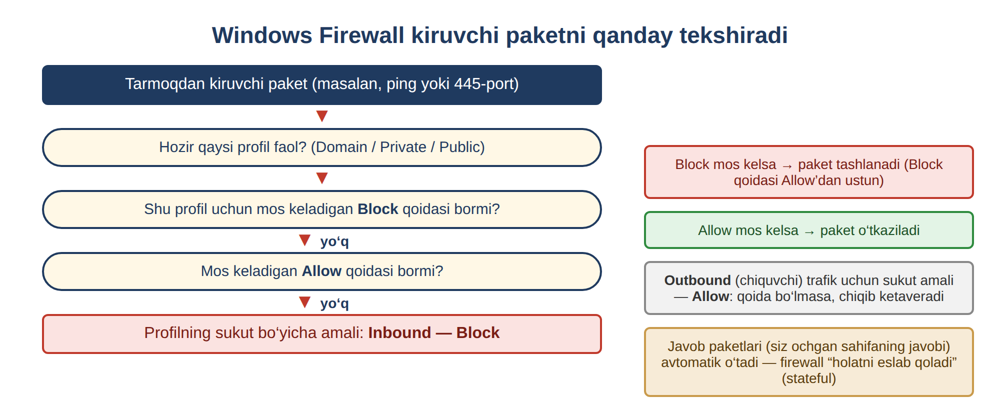 Windows Firewall kiruvchi paketni qanday tekshiradi
Tarmoqdan kiruvchi paket (masalan, ping yoki 445-port)
▼
Hozir qaysi profil faol? (Domain / Private / Public)
▼
Shu profil uchun mos keladigan Block qoidasi bormi?
▼ yo‘q
Mos keladigan Allow qoidasi bormi?
▼ yo‘q
Profilning sukut bo‘yicha amali: Inbound — Block
Block mos kelsa → paket tashlanadi (Block
qoidasi Allow’dan ustun)
Allow mos kelsa → paket o‘tkaziladi
Outbound (chiquvchi) trafik uchun sukut amali
— Allow: qoida bo‘lmasa, chiqib ketaveradi
Javob paketlari (siz ochgan sahifaning javobi)
avtomatik o‘tadi — firewall “holatni eslab qoladi”
(stateful)